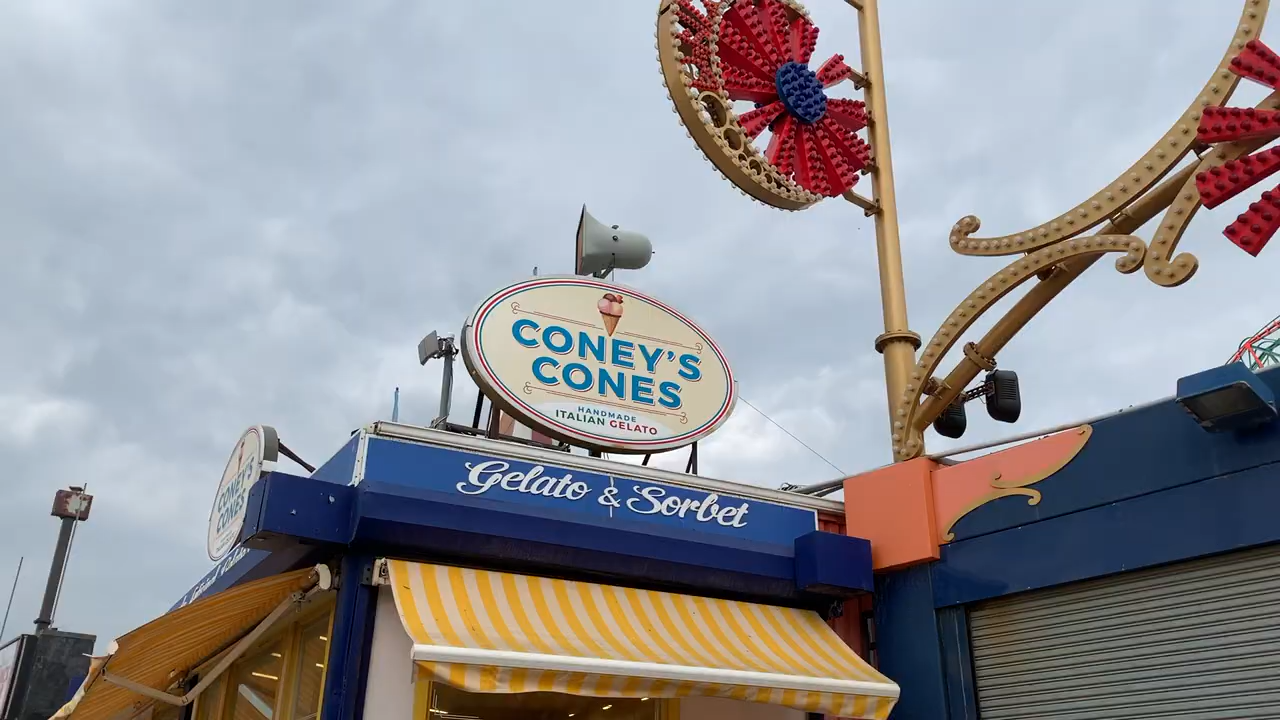 CONEY'S
CONES
HANDMADE
ITALIAN GELATO
Gelato & Sorbet
CONEY'S
CONES